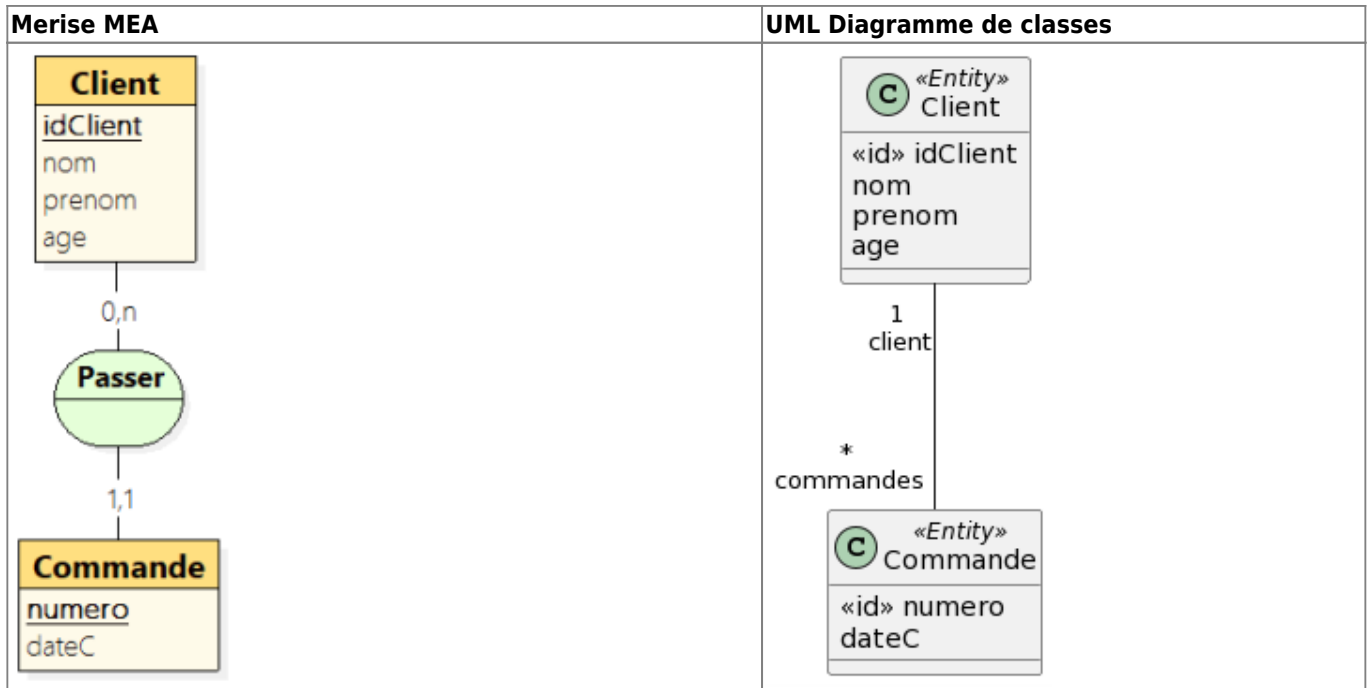 Merise MEA
Client
idClient
nom
prenom
age
0,n
Passer
1,1
Commande
numero
dateC
UML Diagramme de classes
C «Entity»
Client
«id» idClient
nom
prenom
age
1
client
*
commandes
C «Entity»
Commande
«id» numero
dateC